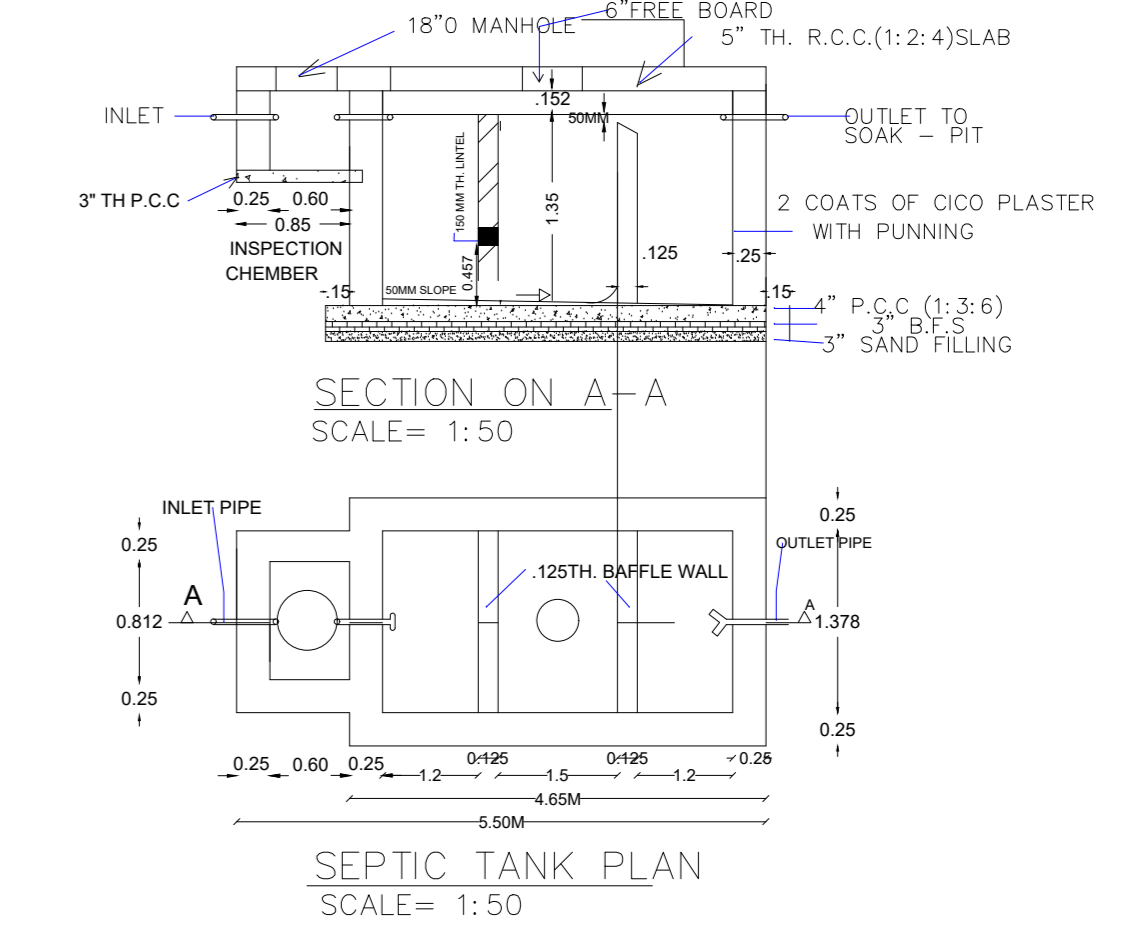 6"FREE BOARD
18"0 MANHOLE
5" TH. R.C.C.(1:2:4)SLAB
.152
INLET
50MM
OUTLET TO
SOAK - PIT
150 MM TH. LINTEL
3" TH P.C.C
0.25 0.60
1.35
2 COATS OF CICO PLASTER
0.85
WITH PUNNING
INSPECTION
CHEMBER
.125
.25
0.457
.15
50MM SLOPE
.15
4" P.C.C (1:3:6)
3" B.F.S
3" SAND FILLING
SECTION ON A-A
SCALE= 1:50
INLET PIPE
0.25
0.25
OUTLET PIPE
.125TH. BAFFLE WALL
A
A
0.812
1.378
0.25
0.25
0.25 0.60 0.25
0.125
0.125
0.25
1.2
1.5
1.2
4.65M
5.50M
SEPTIC TANK PLAN
SCALE= 1:50